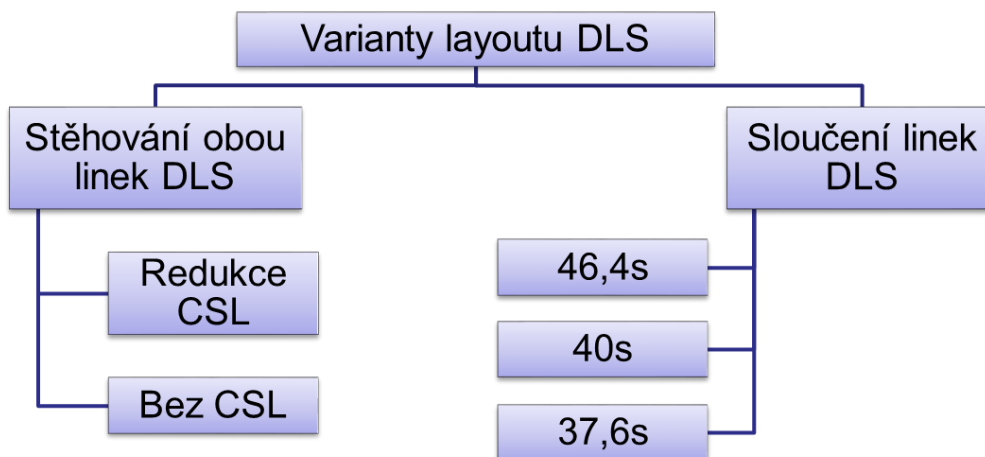 Varianty layoutu DLS
Stěhování obou
linek DLS
Redukce
CSL
Bez CSL
Sloučení linek
DLS
46,4s
40s
37,6s